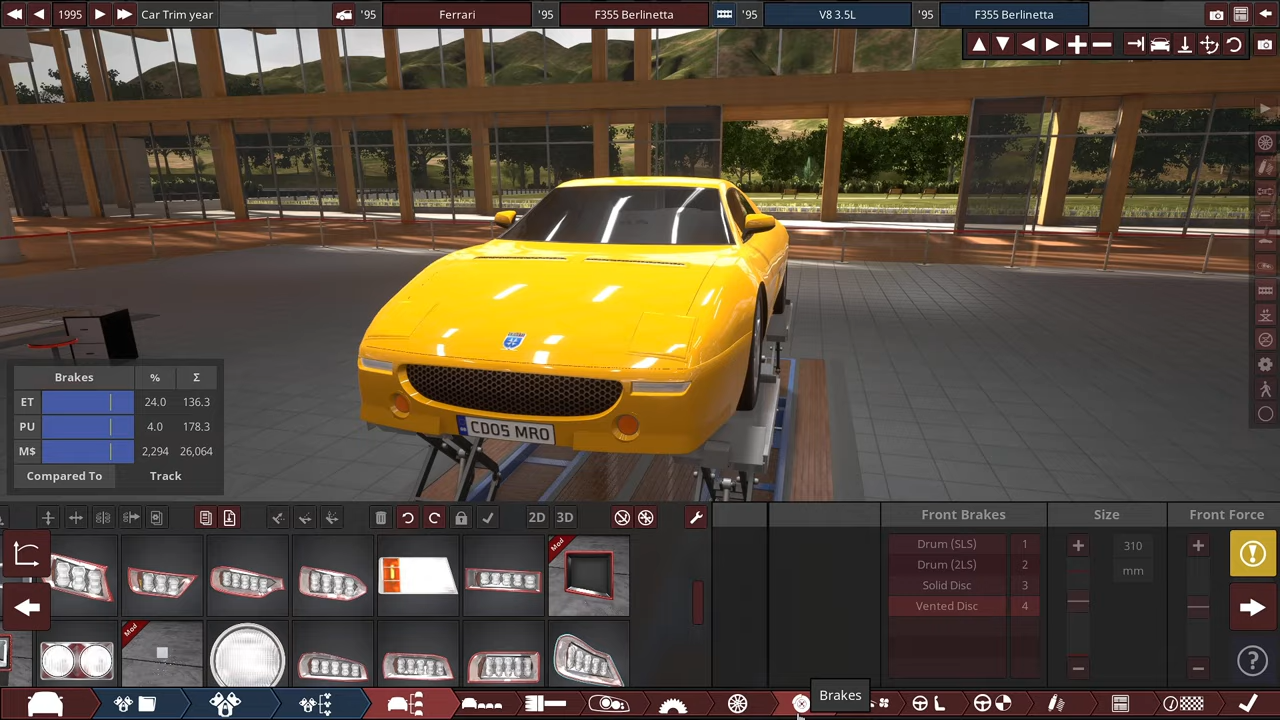 1995 Car Trim year '95 Ferrari '95 F355 Berlinetta '95 V8 3.5L '95 F355 Berlinetta
CD05 MRO
Brakes % Σ
ET 24.0 136.3
PU 4.0 178.3
M$ 2,294 26,064
Compared To Track
2D 3D
Mod
Mod
Front Brakes Size Front Force
Drum (SLS) 1
Drum (2LS) 2
Solid Disc 3
Vented Disc 4
310
mm
Brakes